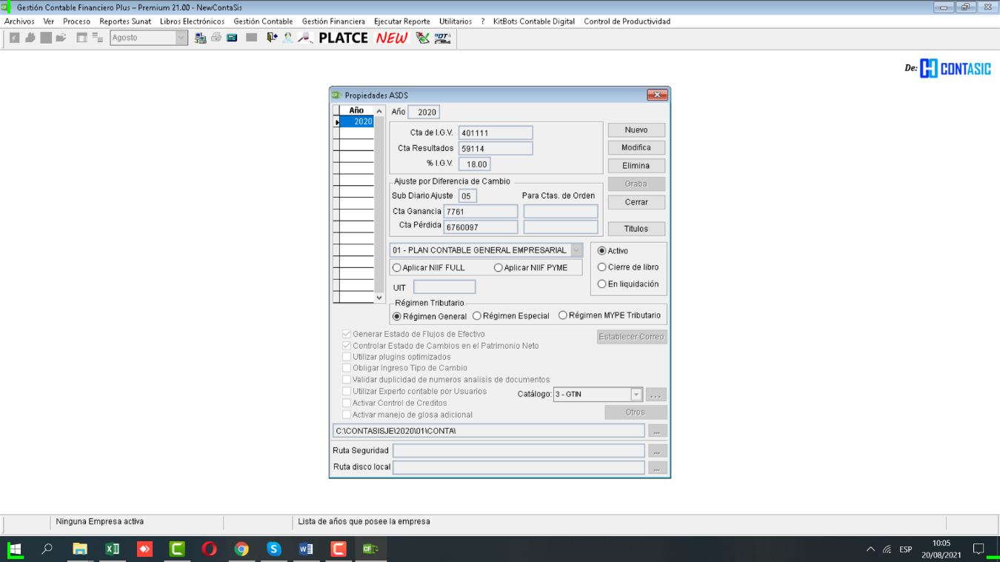 Gestión Contable Financiero Plus – Premium 21.00 - NewContaSis
Archivos Ver Proceso Reportes Sunat Libros Electrónicos Gestión Contable Gestión Financiera Ejecutar Reporte Utilitarios ? KitBots Contable Digital Control de Productividad
Agosto PLATCE NEW PDT
De: CONTASIC
Propiedades ASDS
Año
2020
Año 2020
Cta de I.G.V. 401111
Cta Resultados 59114
% I.G.V. 18.00
Nuevo
Modifica
Elimina
Graba
Cerrar
Titulos
Ajuste por Diferencia de Cambio
Sub Diario Ajuste 05 Para Ctas. de Orden
Cta Ganancia 7761
Cta Pérdida 6760097
01 - PLAN CONTABLE GENERAL EMPRESARIAL
Aplicar NIIF FULL Aplicar NIIF PYME
UIT
Activo
Cierre de libro
En liquidación
Régimen Tributario
Régimen General Régimen Especial Régimen MYPE Tributario
Generar Estado de Flujos de Efectivo
Establecer Correo
Controlar Estado de Cambios en el Patrimonio Neto
Utilizar plugins optimizados
Obligar Ingreso Tipo de Cambio
Validar duplicidad de numeros analisis de documentos
Utilizar Experto contable por Usuarios
Catálogo: 3 - GTIN ...
Activar Control de Creditos
Activar manejo de glosa adicional
Otros
C:\CONTASISJE\2020\01\CONTA\ ...
Ruta Seguridad ...
Ruta disco local ...
Ninguna Empresa activa Lista de años que posee la empresa
ESP
10:05
20/08/2021